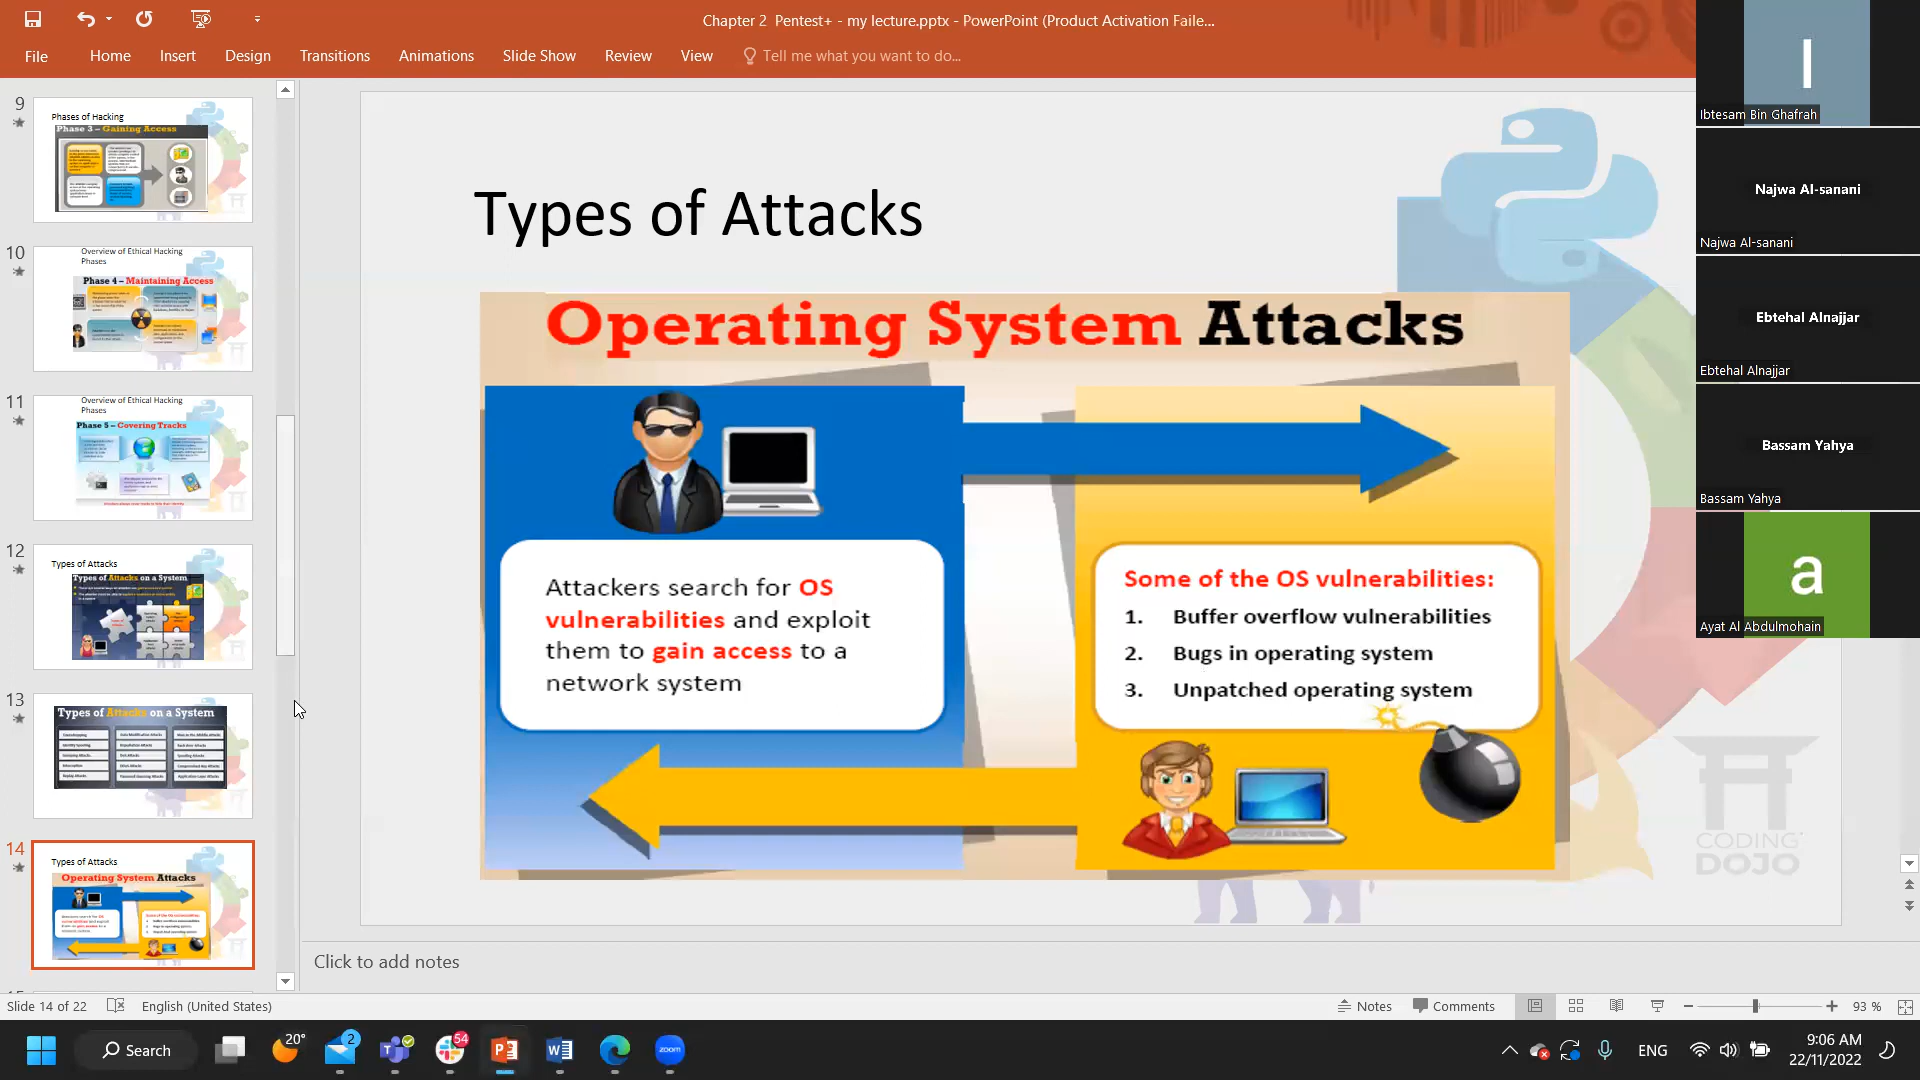 Chapter 2  Pentest+ - my lecture.pptx - PowerPoint (Product Activation Faile...
File
Home
Insert
Design
Transitions
Animations
Slide Show
Review
View
Tell me what you want to do...
9
Phases of Hacking
Phase 3 – Gaining Access
10
Overview of Ethical Hacking
Phases
Phase 4 – Maintaining Access
11
Overview of Ethical Hacking
Phases
Phase 5 – Covering Tracks
12
Types of Attacks
Types of Attacks on a System
13
Types of Attacks on a System
14
Types of Attacks
Operating System Attacks
Types of Attacks
Operating System Attacks
Attackers search for OS
vulnerabilities and exploit
them to gain access to a
network system
Some of the OS vulnerabilities:
1. Buffer overflow vulnerabilities
2. Bugs in operating system
3. Unpatched operating system
CODING
DOJO
I
Ibtesam Bin Ghafrah
Najwa Al-sanani
Najwa Al-sanani
Ebtehal Alnajjar
Ebtehal Alnajjar
Bassam Yahya
Bassam Yahya
a
Ayat Al Abdulmohain
Click to add notes
Slide 14 of 22
English (United States)
Notes
Comments
93 %
Search
20°
2
54
zoom
ENG
9:06 AM
22/11/2022